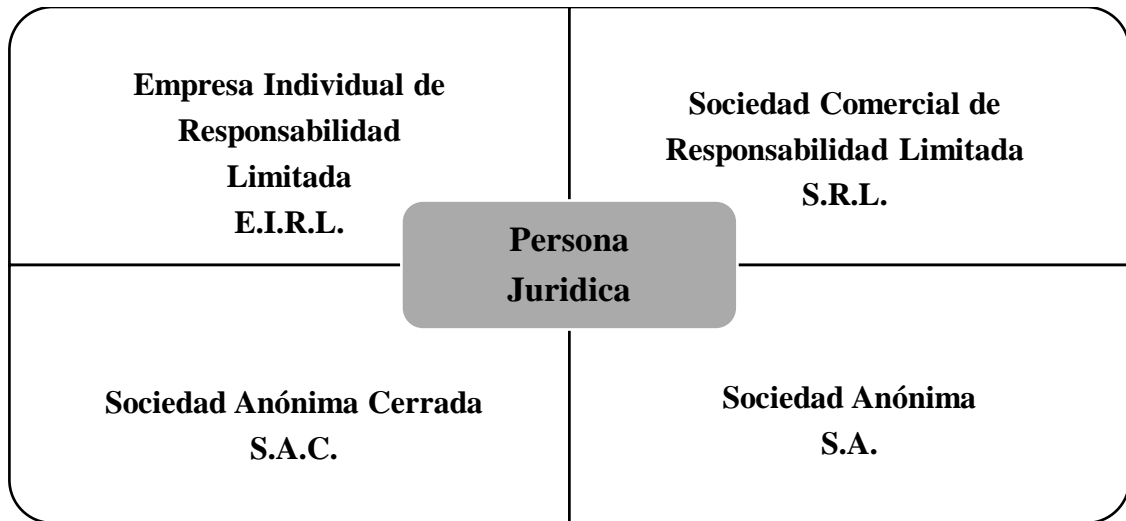 Empresa Individual de
Responsabilidad
Limitada
E.I.R.L.
Sociedad Comercial de
Responsabilidad Limitada
S.R.L.
Persona
Juridica
Sociedad Anónima Cerrada
S.A.C.
Sociedad Anónima
S.A.